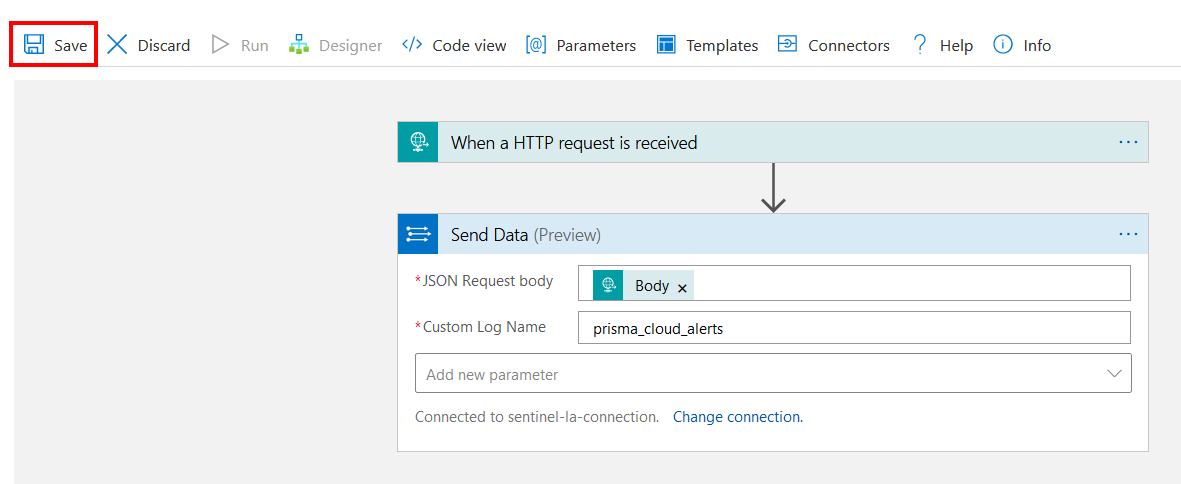 Save Discard Run Designer Code view Parameters Templates Connectors Help Info
When a HTTP request is received
Send Data (Preview)
*JSON Request body Body
*Custom Log Name prisma_cloud_alerts
Add new parameter
Connected to sentinel-la-connection. Change connection.